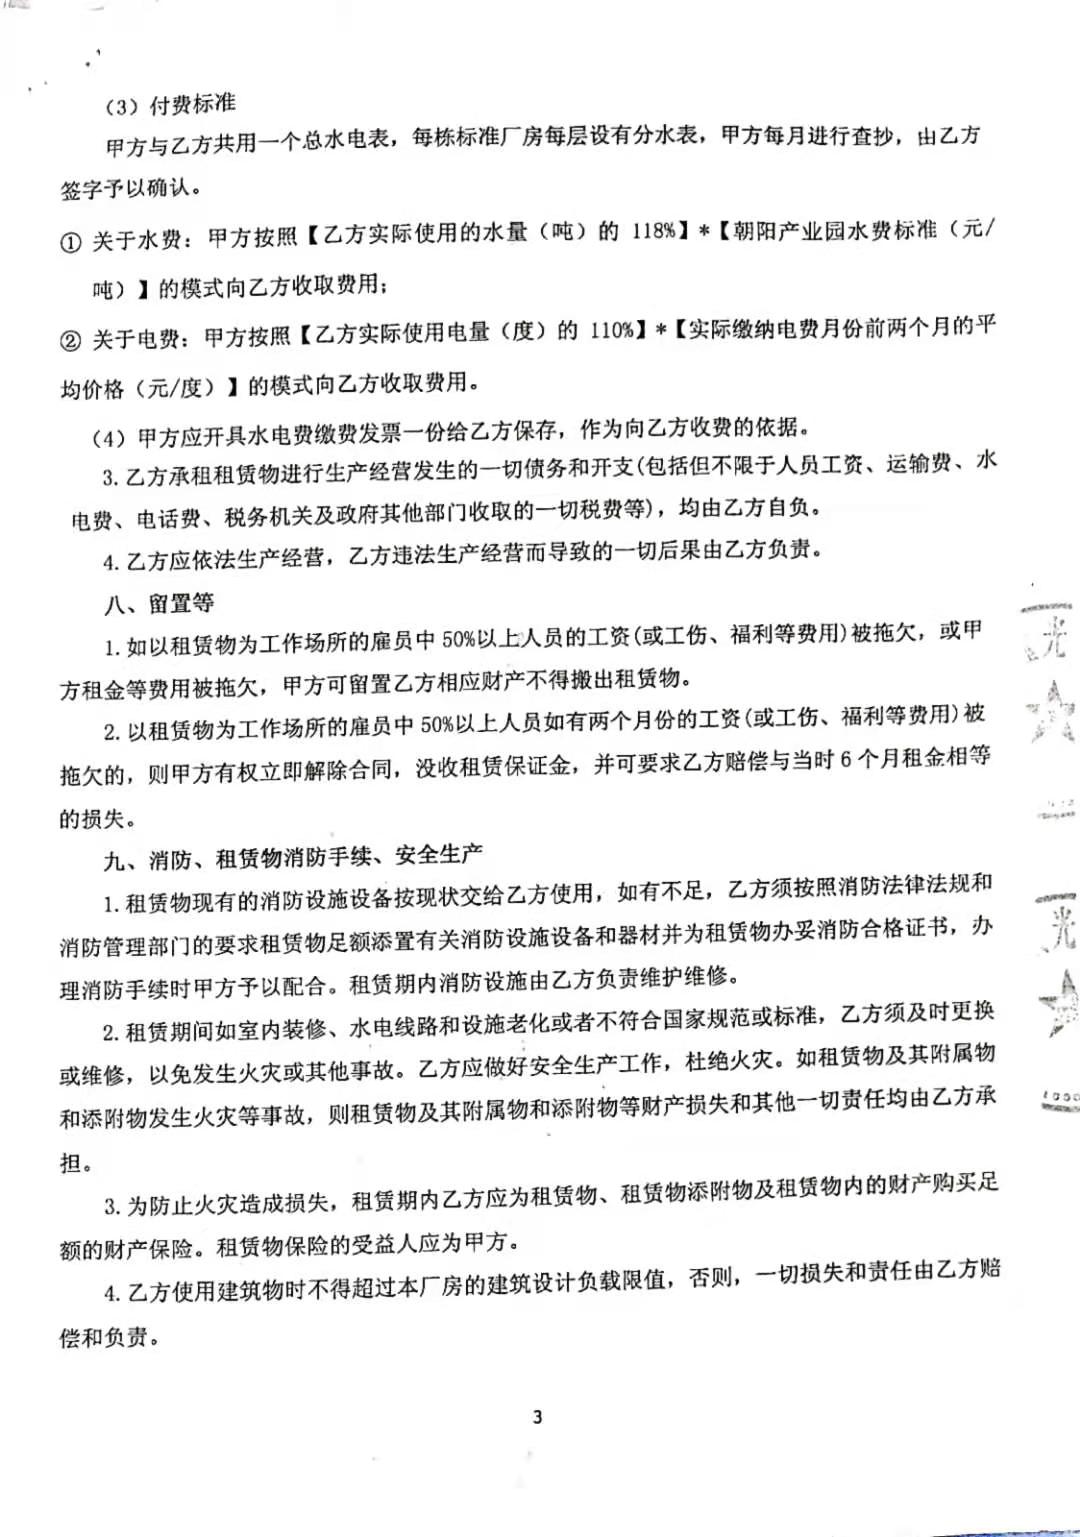 （3）付费标准
甲方与乙方共用一个总水电表，每栋标准厂房每层设有分水表，甲方每月进行查抄，由乙方
签字予以确认。
① 关于水费：甲方按照【乙方实际使用的水量（吨）的 118%】*【朝阳产业园水费标准（元/
吨）】的模式向乙方收取费用；
② 关于电费：甲方按照【乙方实际使用电量（度）的 110%】*【实际缴纳电费月份前两个月的平
均价格（元/度）】的模式向乙方收取费用。
（4）甲方应开具水电费缴费发票一份给乙方保存，作为向乙方收费的依据。
3.乙方承租租赁物进行生产经营发生的一切债务和开支(包括但不限于人员工资、运输费、水
电费、电话费、税务机关及政府其他部门收取的一切税费等)，均由乙方自负。
4.乙方应依法生产经营，乙方违法生产经营而导致的一切后果由乙方负责。
八、留置等
1.如以租赁物为工作场所的雇员中 50%以上人员的工资(或工伤、福利等费用)被拖欠，或甲
方租金等费用被拖欠，甲方可留置乙方相应财产不得搬出租赁物。
2.以租赁物为工作场所的雇员中 50%以上人员如有两个月份的工资(或工伤、福利等费用)被
拖欠的，则甲方有权立即解除合同，没收租赁保证金，并可要求乙方赔偿与当时 6 个月租金相等
的损失。
九、消防、租赁物消防手续、安全生产
1.租赁物现有的消防设施设备按现状交给乙方使用，如有不足，乙方须按照消防法律法规和
消防管理部门的要求租赁物足额添置有关消防设施设备和器材并为租赁物办妥消防合格证书，办
理消防手续时甲方予以配合。租赁期内消防设施由乙方负责维护维修。
2.租赁期间如室内装修、水电线路和设施老化或者不符合国家规范或标准，乙方须及时更换
或维修，以免发生火灾或其他事故。乙方应做好安全生产工作，杜绝火灾。如租赁物及其附属物
和添附物发生火灾等事故，则租赁物及其附属物和添附物等财产损失和其他一切责任均由乙方承
担。
3.为防止火灾造成损失，租赁期内乙方应为租赁物、租赁物添附物及租赁物内的财产购买足
额的财产保险。租赁物保险的受益人应为甲方。
4.乙方使用建筑物时不得超过本厂房的建筑设计负载限值，否则，一切损失和责任由乙方赔
偿和负责。
3
光
光